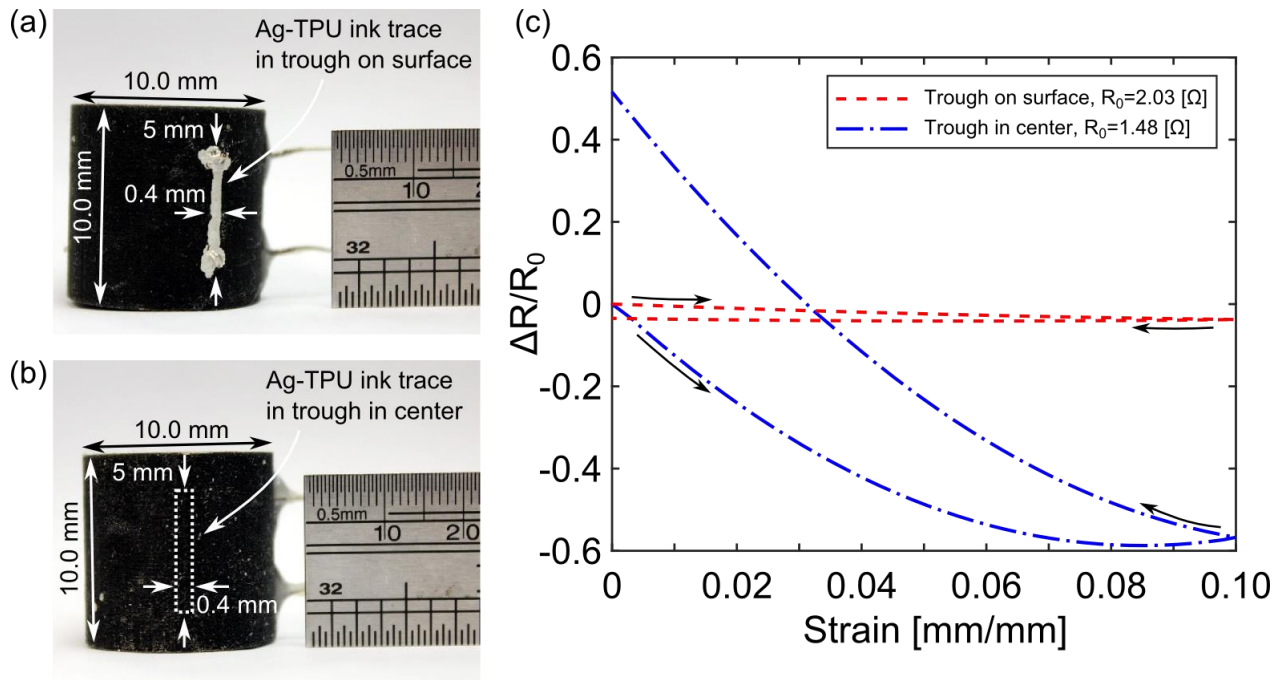 (a)
Ag-TPU ink trace
in trough on surface
10.0 mm
5 mm
10.0 mm
0.4 mm
0.5mm
10
32
(b)
Ag-TPU ink trace
in trough in center
10.0 mm
5 mm
10.0 mm
0.4 mm
0.5mm
10
20
32
(c)
0.6
0.4
0.2
0
-0.2
-0.4
-0.6
ΔR/R₀
Trough on surface, R₀=2.03 [Ω]
Trough in center, R₀=1.48 [Ω]
0 0.02 0.04 0.06 0.08 0.10
Strain [mm/mm]